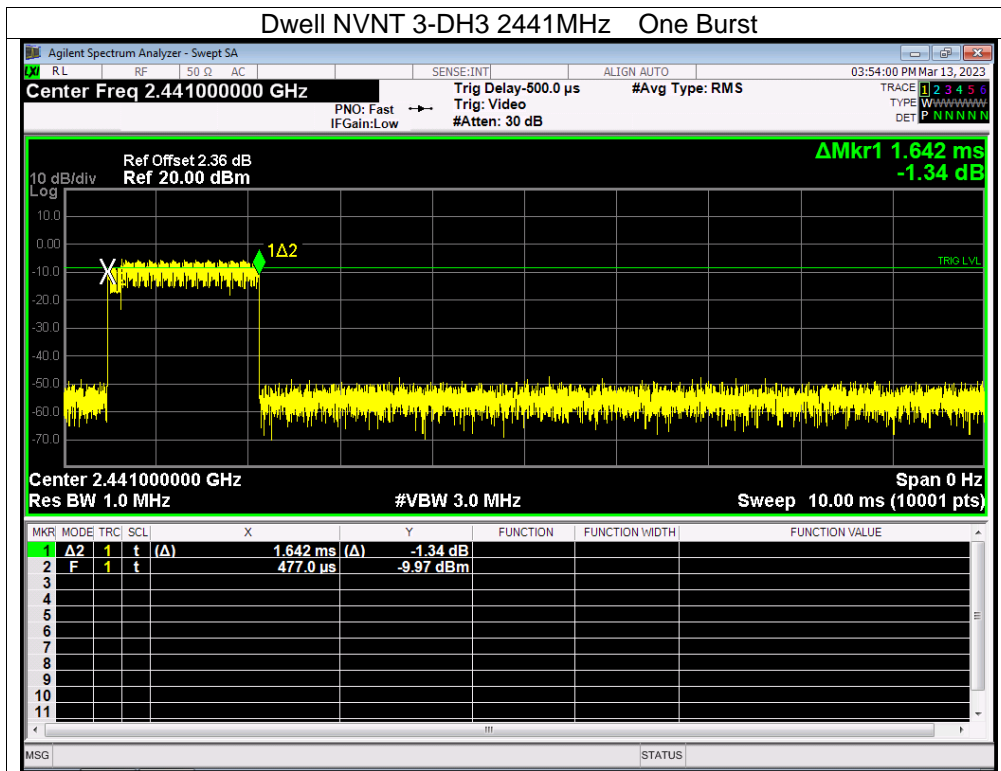 Dwell NVNT 3-DH3 2441MHz One Burst
Agilent Spectrum Analyzer - Swept SA
LXI RL RF 50 Ω AC SENSE:INT ALIGN AUTO 03:54:00 PM Mar 13, 2023
Center Freq 2.441000000 GHz Trig Delay-500.0 µs #Avg Type: RMS TRACE 1 2 3 4 5 6
PNO: Fast Trig: Video TYPE WWWWWW
IFGain:Low #Atten: 30 dB DET P N N N N N
ΔMkr1 1.642 ms
-1.34 dB
Ref Offset 2.36 dB
10 dB/div Ref 20.00 dBm
Log
10.0
0.00
1Δ2
TRIG LVL
-10.0
-20.0
-30.0
-40.0
-50.0
-60.0
-70.0
Center 2.441000000 GHz Span 0 Hz
Res BW 1.0 MHz #VBW 3.0 MHz Sweep 10.00 ms (10001 pts)
MKR MODE TRC SCL X Y FUNCTION FUNCTION WIDTH FUNCTION VALUE
1 Δ2 1 t (Δ) 1.642 ms (Δ) -1.34 dB
2 F 1 t 477.0 µs -9.97 dBm
3
4
5
6
7
8
9
10
11
MSG STATUS